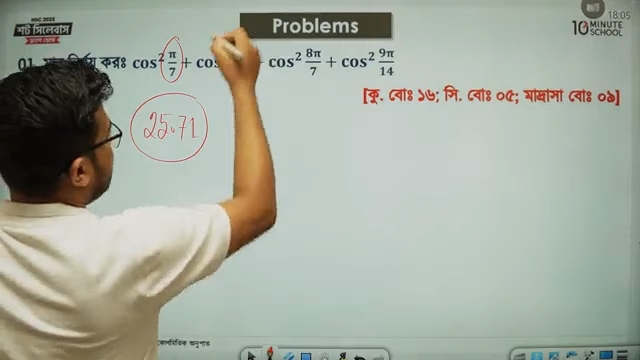 HSC 2022
শর্ট সিলেবাস
Problems
18:05
10 MINUTE SCHOOL
01. মান নির্ণয় করঃ cos² π/7 + cos + cos² 8π/7 + cos² 9π/14
[কু. বোঃ ১৬; সি. বোঃ ০৫; মাদ্রাসা বোঃ ০৯]
25.71